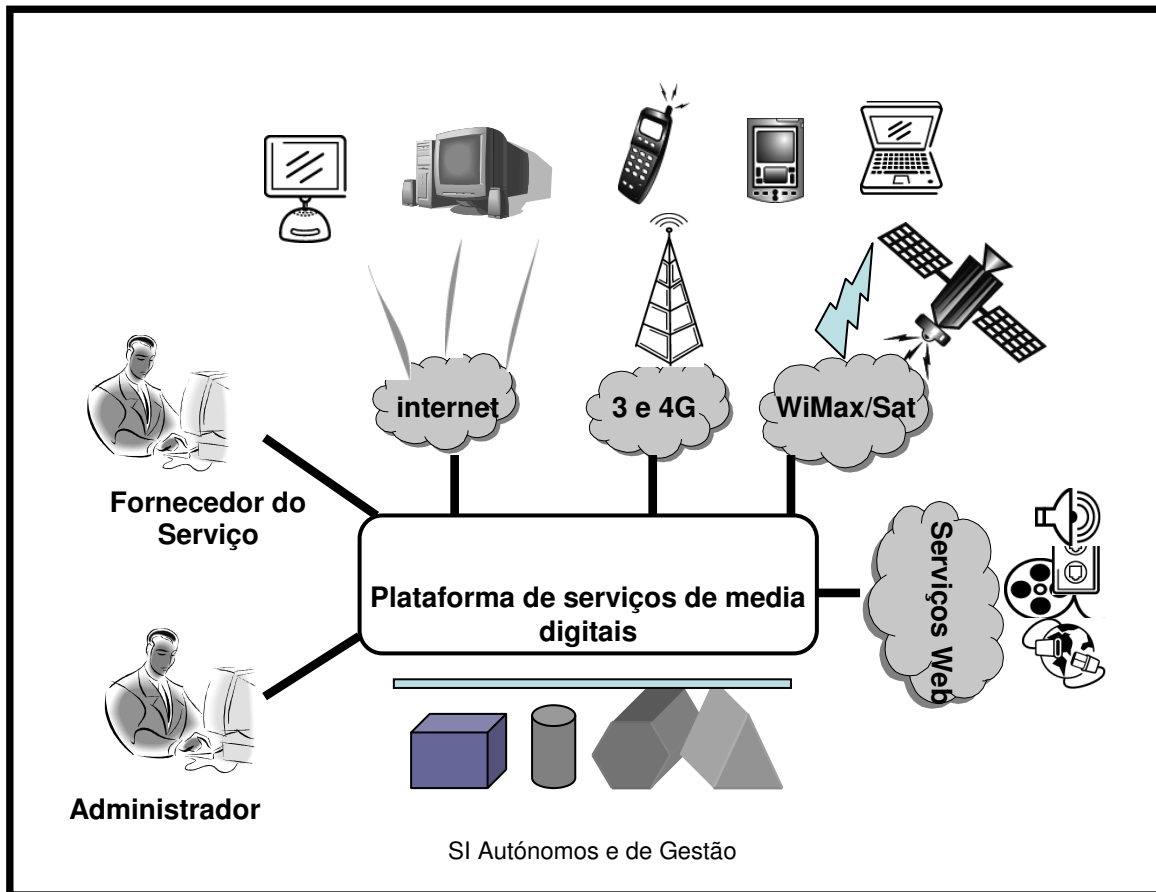 internet
3 e 4G
WiMax/Sat
Fornecedor do
Serviço
Plataforma de serviços de media
digitais
Serviços Web
Administrador
SI Autónomos e de Gestão